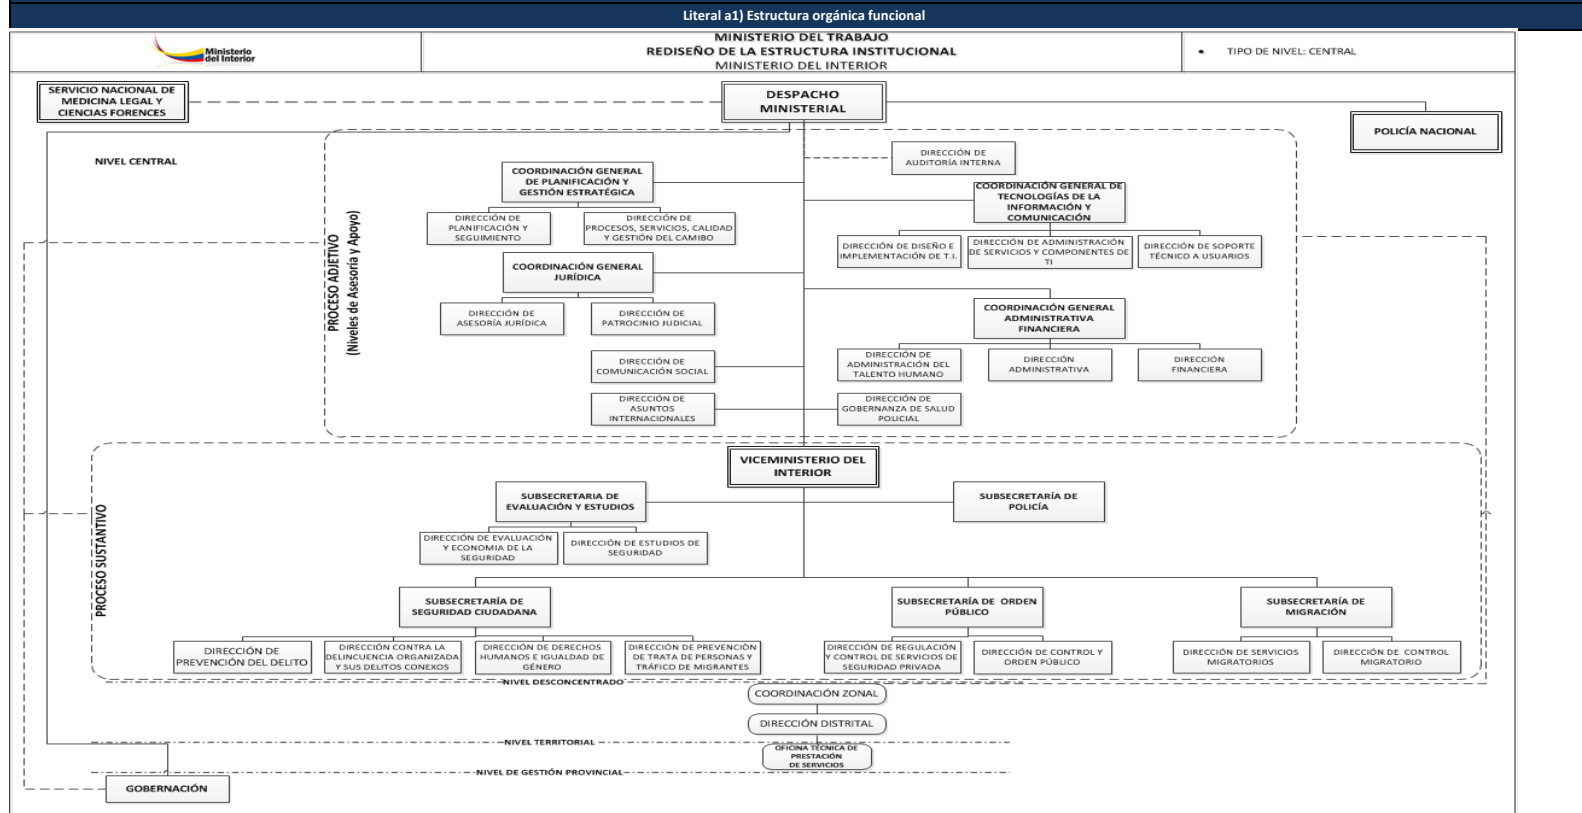 Literal a1) Estructura orgánica funcional
Ministerio
del Interior
MINISTERIO DEL TRABAJO
REDISEÑO DE LA ESTRUCTURA INSTITUCIONAL
MINISTERIO DEL INTERIOR
• TIPO DE NIVEL: CENTRAL
SERVICIO NACIONAL DE
MEDICINA LEGAL Y
CIENCIAS FORENCES
DESPACHO
MINISTERIAL
POLICÍA NACIONAL
NIVEL CENTRAL
PROCESO ADJETIVO
(Niveles de Asesoría y Apoyo)
DIRECCIÓN DE
AUDITORÍA INTERNA
COORDINACIÓN GENERAL
DE PLANIFICACIÓN Y
GESTIÓN ESTRATÉGICA
DIRECCIÓN DE
PLANIFICACIÓN Y
SEGUIMIENTO
DIRECCIÓN DE
PROCESOS, SERVICIOS, CALIDAD
Y GESTIÓN DEL CAMIBO
COORDINACIÓN GENERAL DE
TECNOLOGÍAS DE LA
INFORMACIÓN Y
COMUNICACIÓN
DIRECCIÓN DE DISEÑO E
IMPLEMENTACIÓN DE T.I.
DIRECCIÓN DE ADMINISTRACIÓN
DE SERVICIOS Y COMPONENTES DE
TI
DIRECCIÓN DE SOPORTE
TÉCNICO A USUARIOS
COORDINACIÓN GENERAL
JURÍDICA
DIRECCIÓN DE
ASESORÍA JURÍDICA
DIRECCIÓN DE
PATROCINIO JUDICIAL
COORDINACIÓN GENERAL
ADMINISTRATIVA
FINANCIERA
DIRECCIÓN DE
ADMINISTRACIÓN DEL
TALENTO HUMANO
DIRECCIÓN
ADMINISTRATIVA
DIRECCIÓN
FINANCIERA
DIRECCIÓN DE
COMUNICACIÓN SOCIAL
DIRECCIÓN DE
ASUNTOS
INTERNACIONALES
DIRECCIÓN DE
GOBERNANZA DE SALUD
POLICIAL
PROCESO SUSTANTIVO
VICEMINISTERIO DEL
INTERIOR
SUBSECRETARIA DE
EVALUACIÓN Y ESTUDIOS
SUBSECRETARÍA DE
POLICÍA
DIRECCIÓN DE EVALUACIÓN
Y ECONOMIA DE LA
SEGURIDAD
DIRECCIÓN DE ESTUDIOS DE
SEGURIDAD
SUBSECRETARÍA DE
SEGURIDAD CIUDADANA
SUBSECRETARÍA DE ORDEN
PÚBLICO
SUBSECRETARÍA DE
MIGRACIÓN
DIRECCIÓN DE
PREVENCIÓN DEL DELITO
DIRECCIÓN CONTRA LA
DELINCUENCIA ORGANIZADA
Y SUS DELITOS CONEXOS
DIRECCIÓN DE DERECHOS
HUMANOS E IGUALDAD DE
GÉNERO
DIRECCIÓN DE PREVENCIÒN
DE TRATA DE PERSONAS Y
TRÁFICO DE MIGRANTES
DIRECCIÓN DE REGULACIÓN
Y CONTROL DE SERVICIOS DE
SEGURIDAD PRIVADA
DIRECCIÓN DE CONTROL Y
ORDEN PÚBLICO
DIRECCIÓN DE SERVICIOS
MIGRATORIOS
DIRECCIÓN DE CONTROL
MIGRATORIO
NIVEL DESCONCENTRADO
COORDINACIÓN ZONAL
DIRECCIÓN DISTRITAL
NIVEL TERRITORIAL
OFICINA TÉCNICA DE
PRESTACIÓN
DE SERVICIOS
NIVEL DE GESTIÓN PROVINCIAL
GOBERNACIÓN